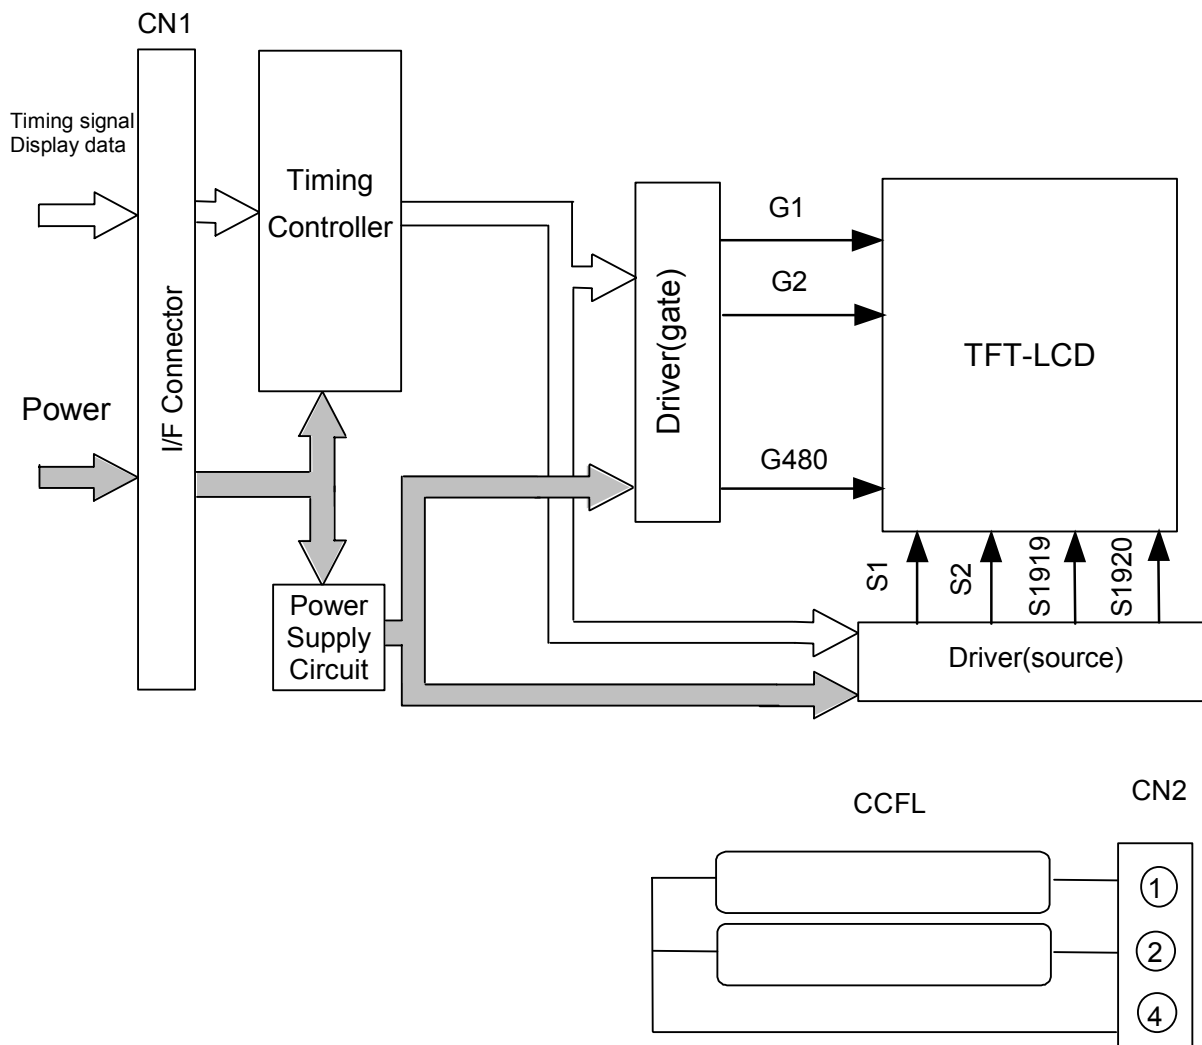 CN1
Timing signal
Display data
Power
I/F Connector
Timing
Controller
Power
Supply
Circuit
Driver(gate)
G1
G2
G480
TFT-LCD
S1
S2
S1919
S1920
Driver(source)
CCFL
CN2
1
2
4